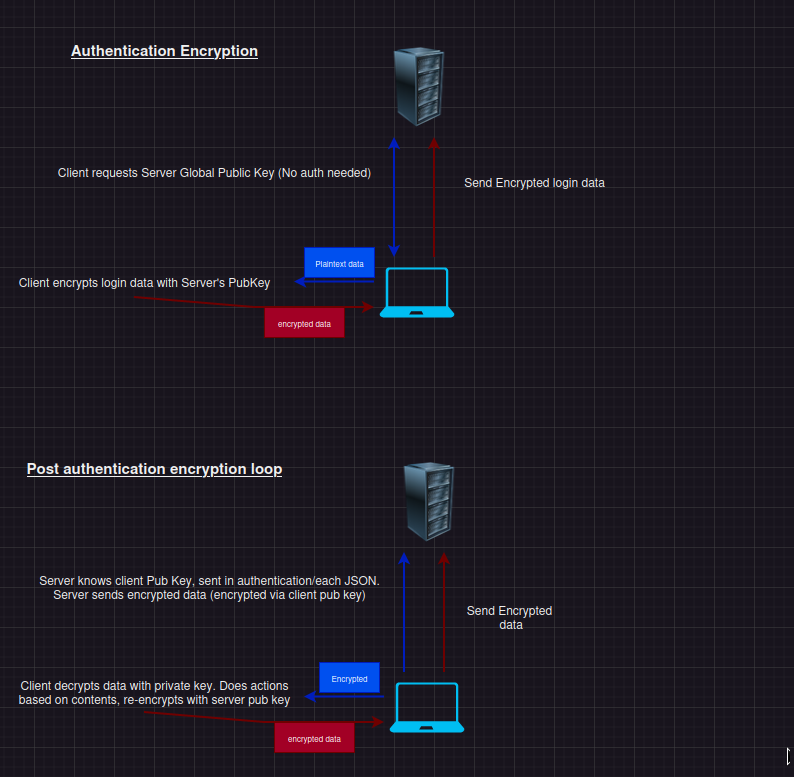 Authentication Encryption
Client requests Server Global Public Key (No auth needed)
Send Encrypted login data
Plaintext data
Client encrypts login data with Server's PubKey
encrypted data
Post authentication encryption loop
Server knows client Pub Key, sent in authentication/each JSON.
Server sends encrypted data (encrypted via client pub key)
Send Encrypted
data
Encrypted
Client decrypts data with private key. Does actions
based on contents, re-encrypts with server pub key
encrypted data